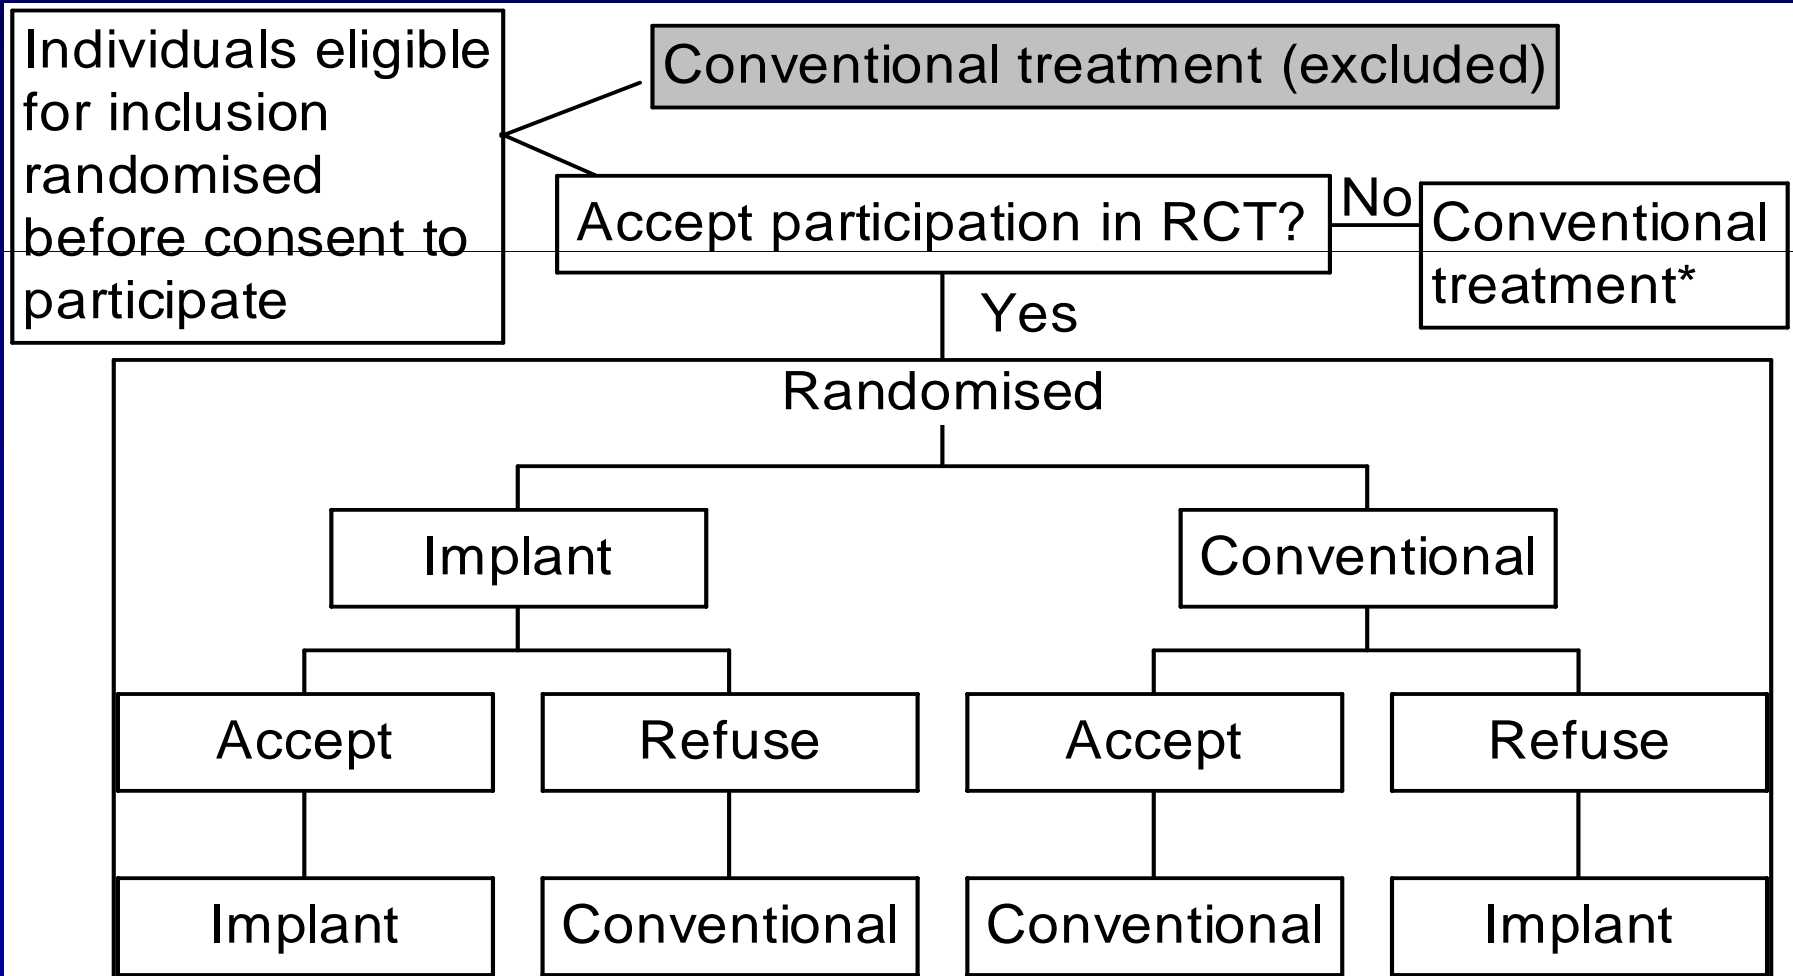 Individuals eligible
for inclusion
randomised
before consent to
participate
Conventional treatment (excluded)
Accept participation in RCT?
No
Conventional
treatment*
Yes
Randomised
Implant
Conventional
Accept
Refuse
Accept
Refuse
Implant
Conventional
Conventional
Implant